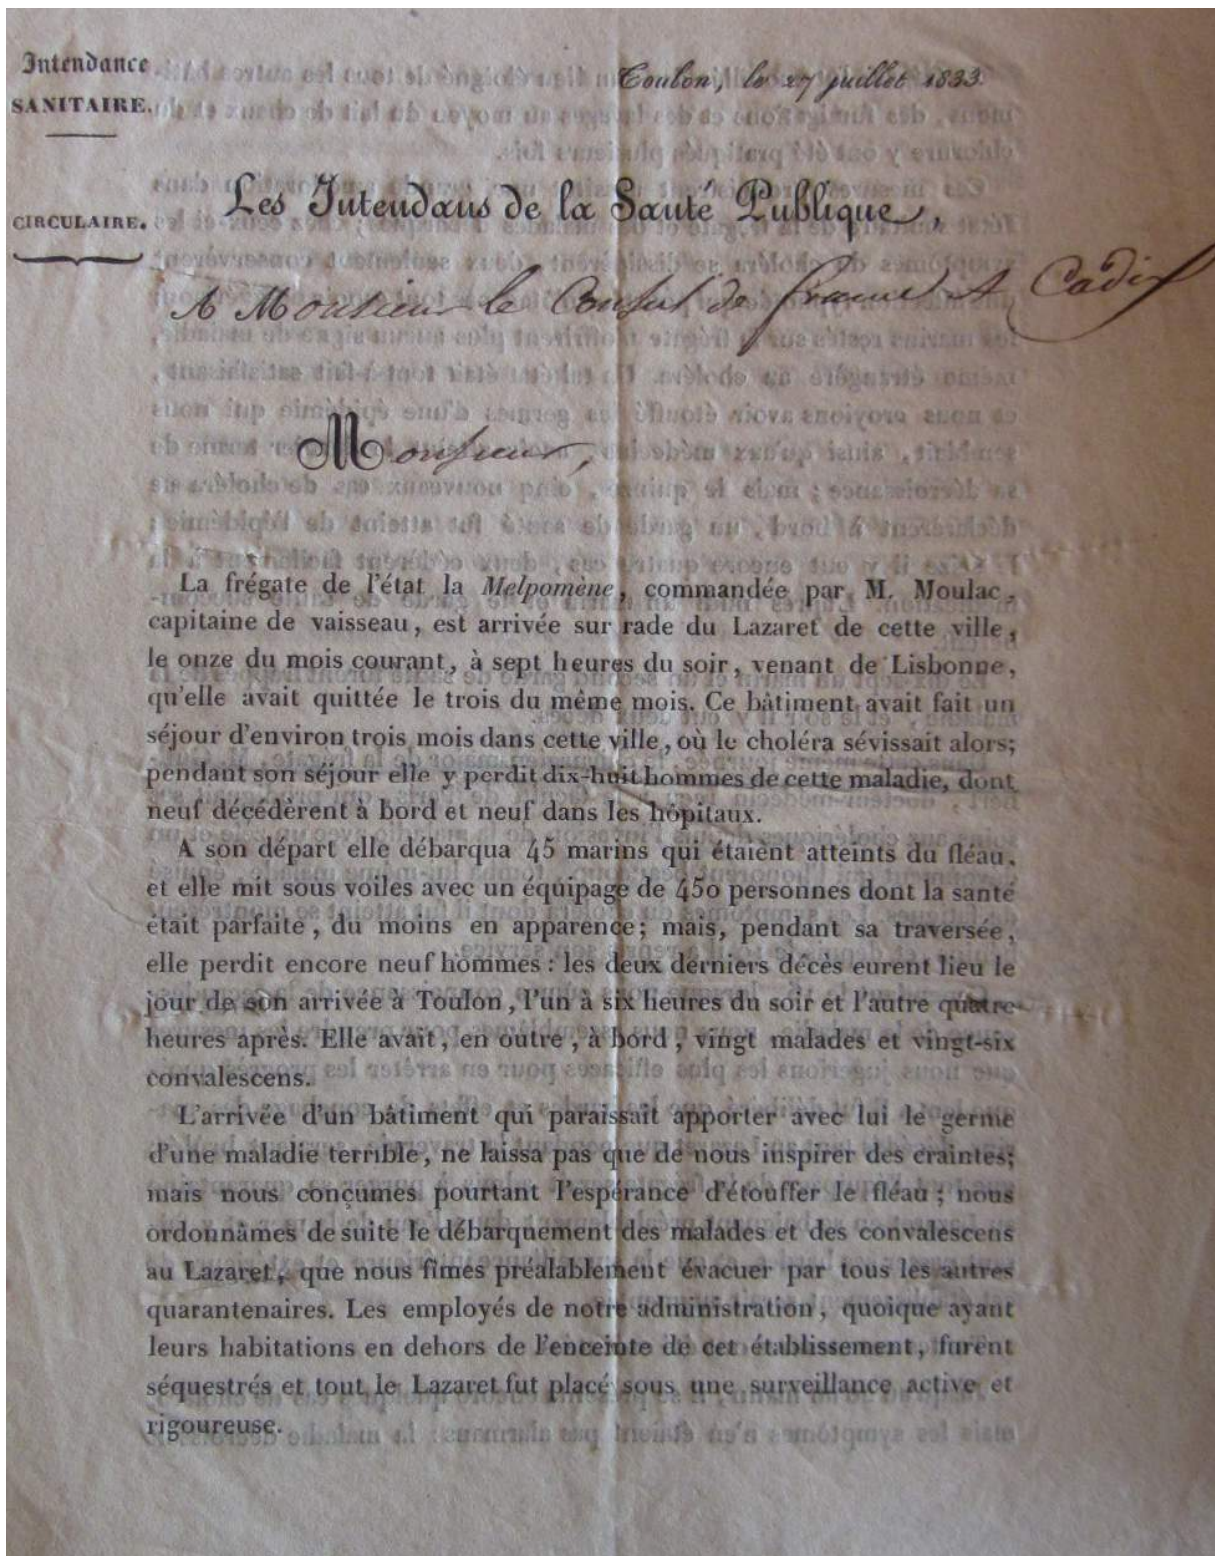 Intendance
SANITAIRE.
Toulon, le 27 juillet 1833.
CIRCULAIRE.
Les Intendans de la Santé Publique,
A Monsieur le Consul de france A Cadix
Monsieur,
La frégate de l'état la Melpomène, commandée par M. Moulac,
capitaine de vaisseau, est arrivée sur rade du Lazaret de cette ville,
le onze du mois courant, à sept heures du soir, venant de Lisbonne,
qu'elle avait quittée le trois du même mois. Ce bâtiment avait fait un
séjour d'environ trois mois dans cette ville, où le choléra sévissait alors;
pendant son séjour elle y perdit dix-huit hommes de cette maladie, dont
neuf décédèrent à bord et neuf dans les hôpitaux.
A son départ elle débarqua 45 marins qui étaient atteints du fléau,
et elle mit sous voiles avec un équipage de 450 personnes dont la santé
était parfaite, du moins en apparence; mais, pendant sa traversée,
elle perdit encore neuf hommes : les deux derniers décès eurent lieu le
jour de son arrivée à Toulon, l'un à six heures du soir et l'autre quatre
heures après. Elle avait, en outre, à bord, vingt malades et vingt-six
convalescens.
L'arrivée d'un bâtiment qui paraissait apporter avec lui le germe
d'une maladie terrible, ne laissa pas que de nous inspirer des craintes;
mais nous conçumes pourtant l'espérance d'étouffer le fléau; nous
ordonnâmes de suite le débarquement des malades et des convalescens
au Lazaret, que nous fîmes préalablement évacuer par tous les autres
quarantenaires. Les employés de notre administration, quoique ayant
leurs habitations en dehors de l'enceinte de cet établissement, furent
séquestrés et tout le Lazaret fut placé sous une surveillance active et
rigoureuse.